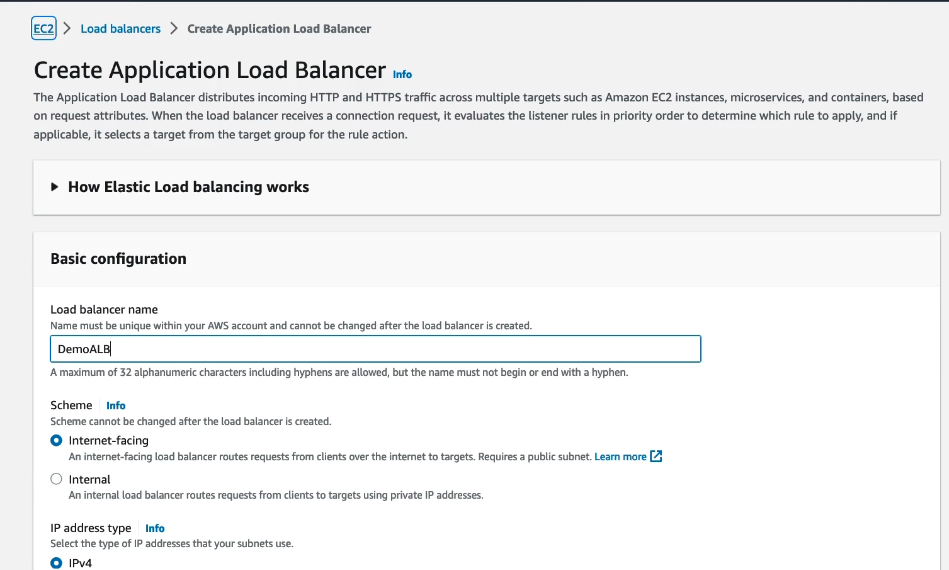 EC2 > Load balancers > Create Application Load Balancer
Create Application Load Balancer Info
The Application Load Balancer distributes incoming HTTP and HTTPS traffic across multiple targets such as Amazon EC2 instances, microservices, and containers, based
on request attributes. When the load balancer receives a connection request, it evaluates the listener rules in priority order to determine which rule to apply, and if
applicable, it selects a target from the target group for the rule action.
How Elastic Load balancing works
Basic configuration
Load balancer name
Name must be unique within your AWS account and cannot be changed after the load balancer is created.
DemoALB
A maximum of 32 alphanumeric characters including hyphens are allowed, but the name must not begin or end with a hyphen.
Scheme Info
Scheme cannot be changed after the load balancer is created.
Internet-facing
An internet-facing load balancer routes requests from clients over the internet to targets. Requires a public subnet. Learn more
Internal
An internal load balancer routes requests from clients to targets using private IP addresses.
IP address type Info
Select the type of IP addresses that your subnets use.
IPv4